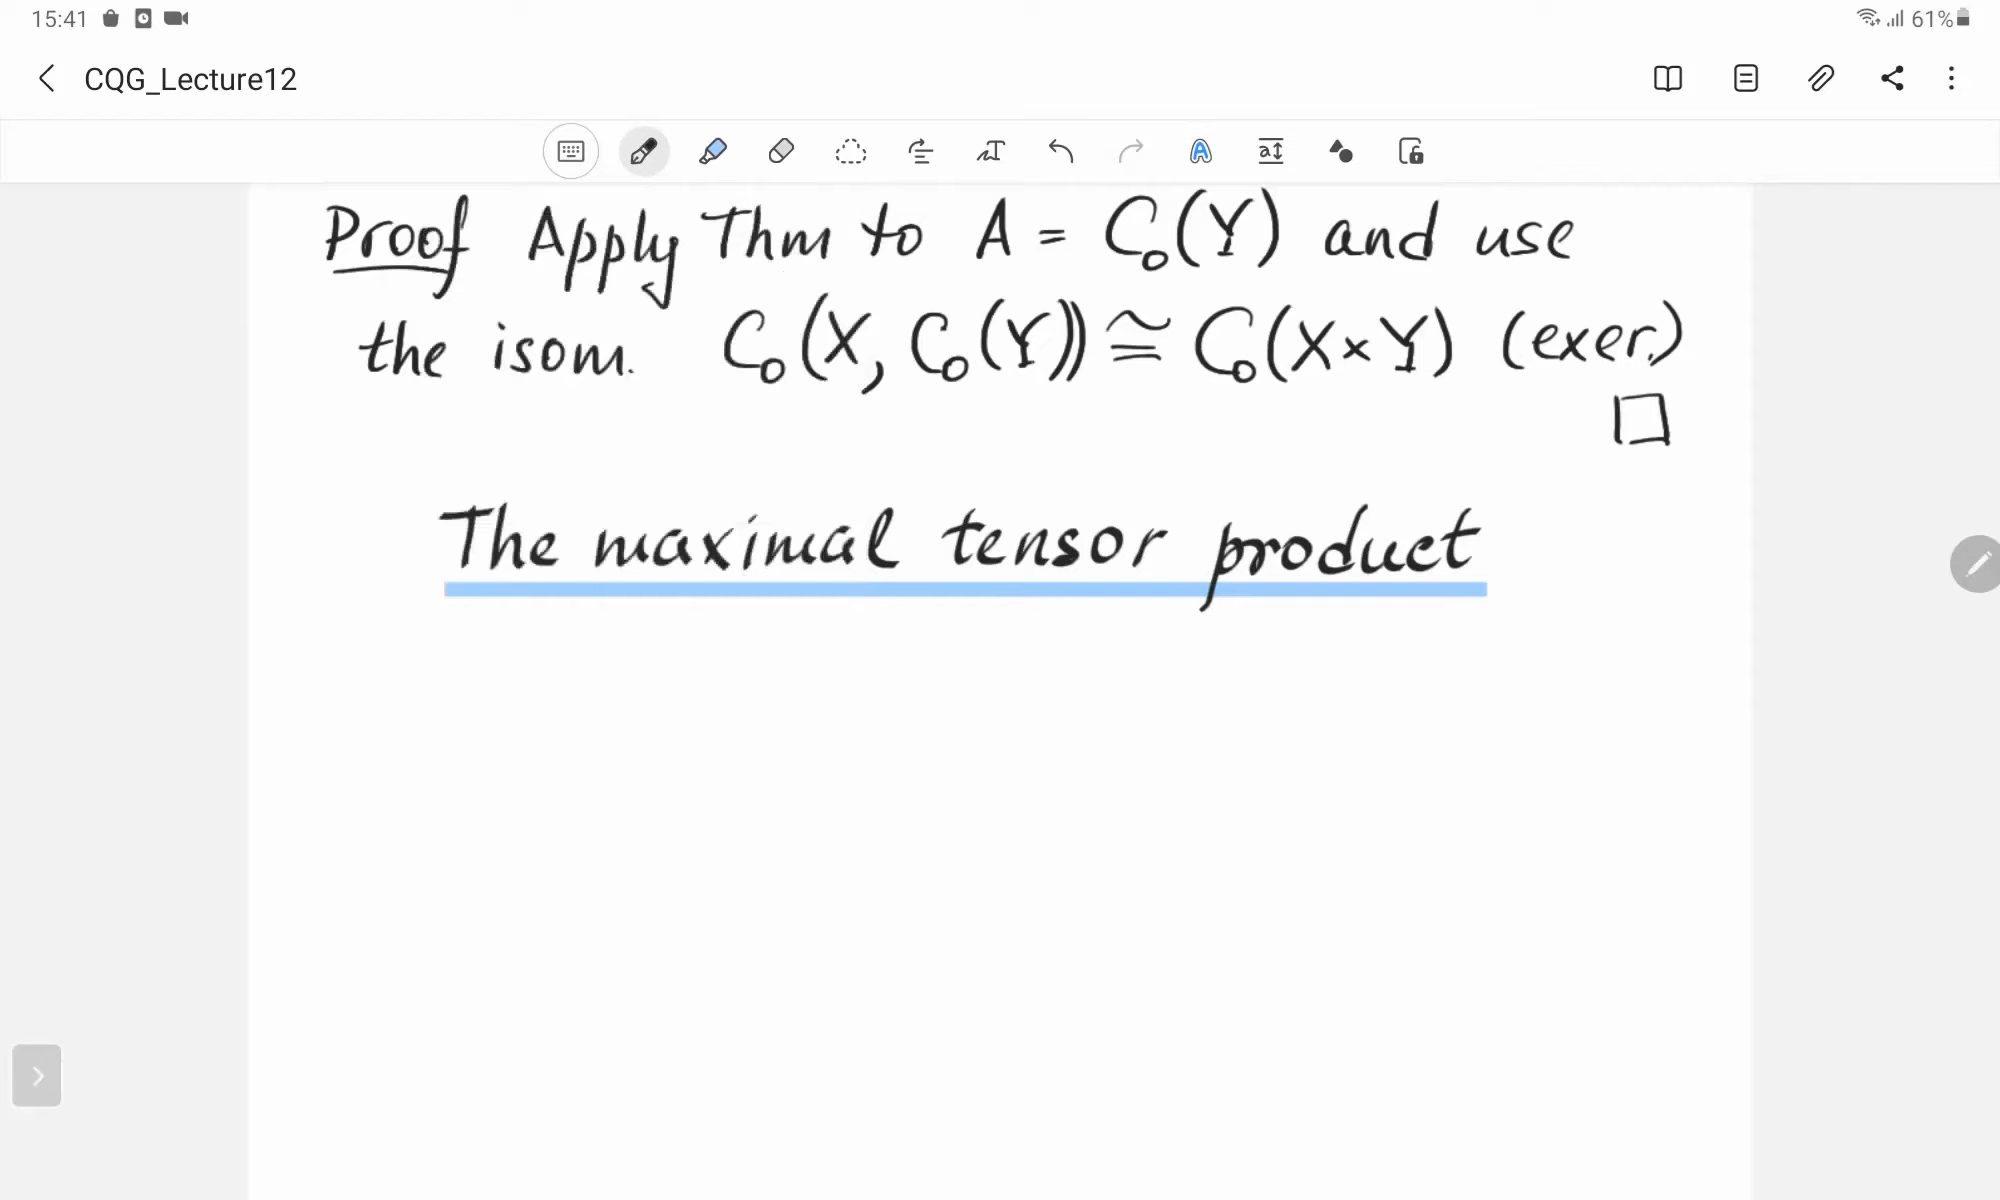 15:41 61%
CQG_Lecture12
Proof Apply Thm to A = C₀(Y) and use
the isom. C₀(X, C₀(Y)) ≅ C₀(X×Y) (exer.)
□
The maximal tensor product